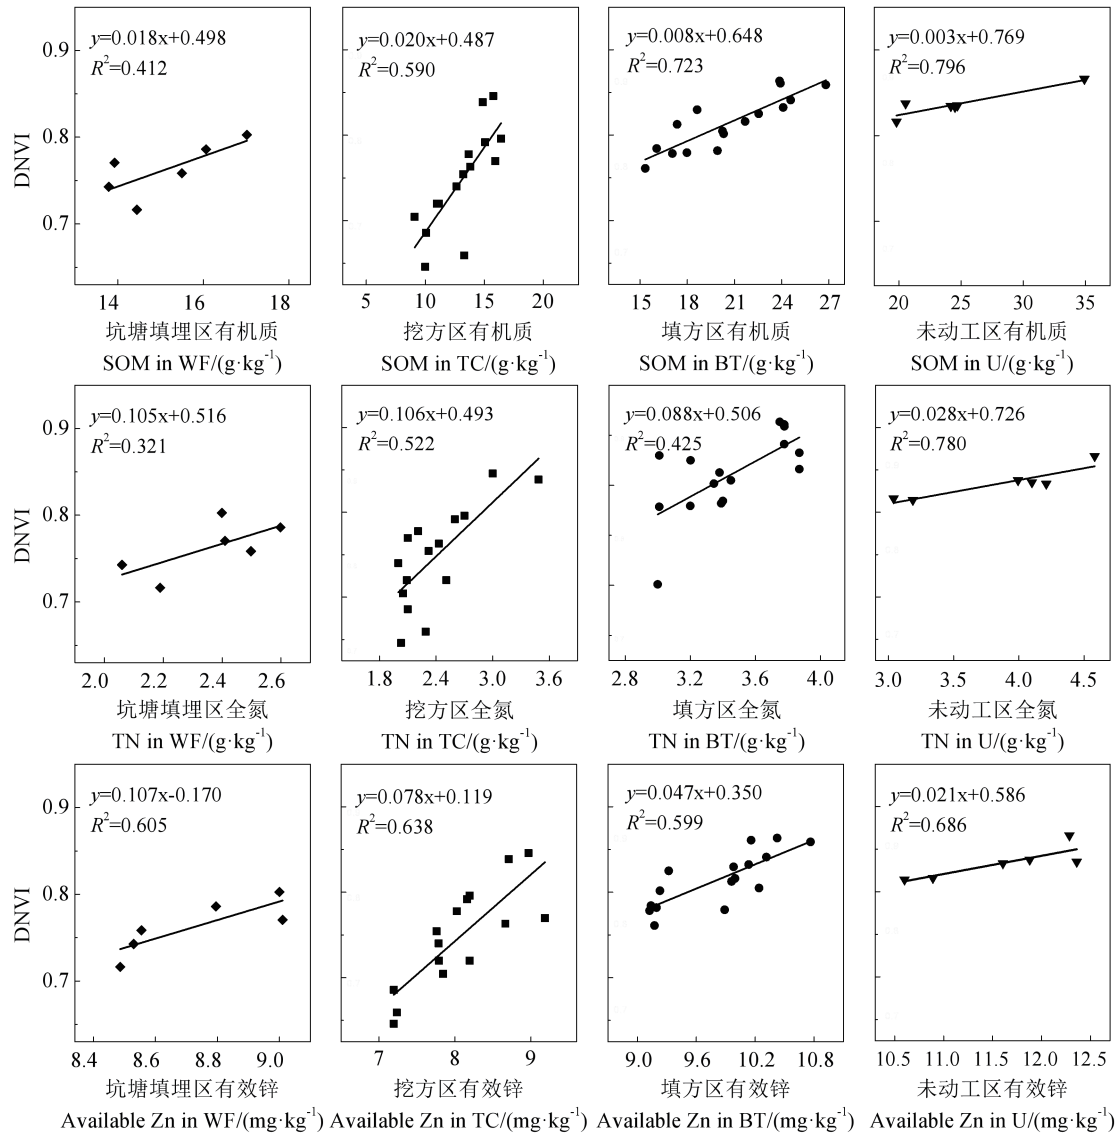 y=0.018x+0.498
R²=0.412
y=0.020x+0.487
R²=0.590
y=0.008x+0.648
R²=0.723
y=0.003x+0.769
R²=0.796
DNVI
0.9
0.8
0.7
14 16 18
5 10 15 20
15 18 21 24 27
20 25 30 35
坑塘填埋区有机质
SOM in WF/(g·kg⁻¹)
挖方区有机质
SOM in TC/(g·kg⁻¹)
填方区有机质
SOM in BT/(g·kg⁻¹)
未动工区有机质
SOM in U/(g·kg⁻¹)
y=0.105x+0.516
R²=0.321
y=0.106x+0.493
R²=0.522
y=0.088x+0.506
R²=0.425
y=0.028x+0.726
R²=0.780
DNVI
0.9
0.8
0.7
2.0 2.2 2.4 2.6
1.8 2.4 3.0 3.6
2.8 3.2 3.6 4.0
3.0 3.5 4.0 4.5
坑塘填埋区全氮
TN in WF/(g·kg⁻¹)
挖方区全氮
TN in TC/(g·kg⁻¹)
填方区全氮
TN in BT/(g·kg⁻¹)
未动工区全氮
TN in U/(g·kg⁻¹)
y=0.107x-0.170
R²=0.605
y=0.078x+0.119
R²=0.638
y=0.047x+0.350
R²=0.599
y=0.021x+0.586
R²=0.686
DNVI
0.9
0.8
0.7
8.4 8.6 8.8 9.0
7 8 9
9.0 9.6 10.2 10.8
10.5 11.0 11.5 12.0 12.5
坑塘填埋区有效锌
Available Zn in WF/(mg·kg⁻¹)
挖方区有效锌
Available Zn in TC/(mg·kg⁻¹)
填方区有效锌
Available Zn in BT/(mg·kg⁻¹)
未动工区有效锌
Available Zn in U/(mg·kg⁻¹)